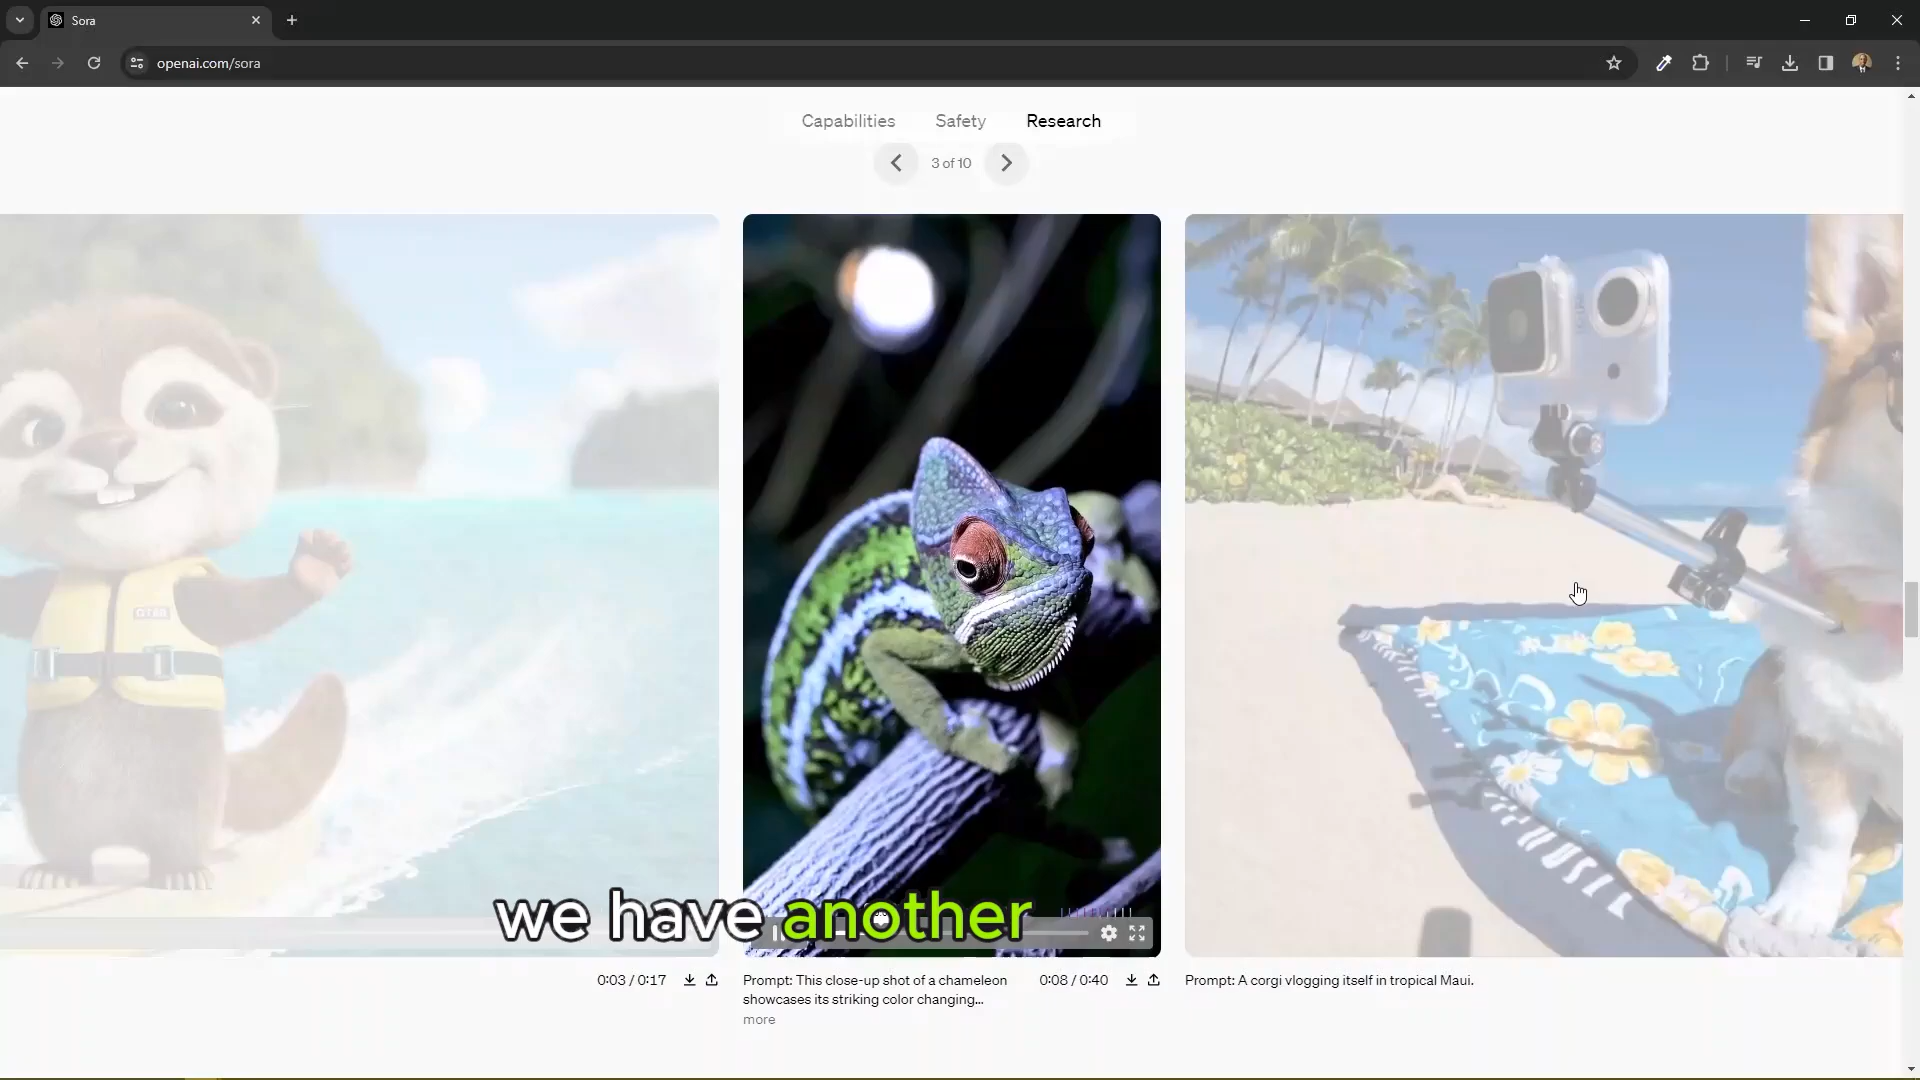 Sora
openai.com/sora
Capabilities
Safety
Research
3 of 10
we have another
0:03 / 0:17
Prompt: This close-up shot of a chameleon
showcases its striking color changing...
more
0:08 / 0:40
Prompt: A corgi vlogging itself in tropical Maui.